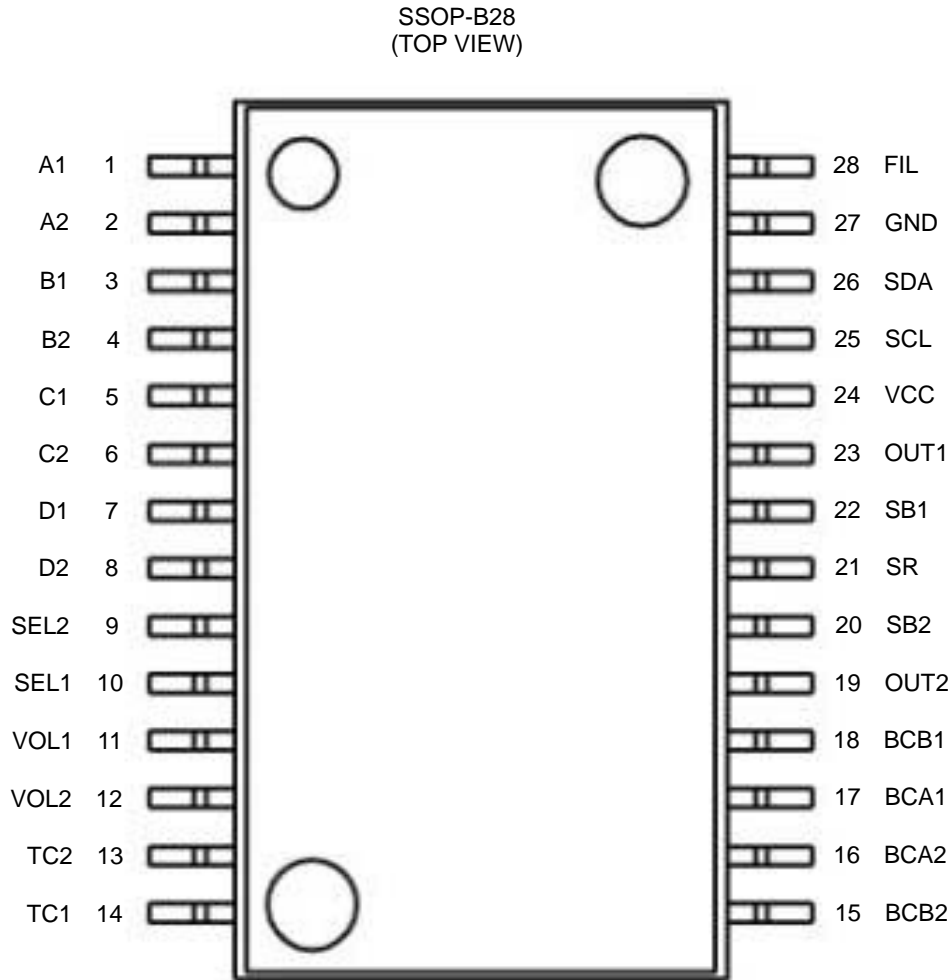 SSOP-B28
(TOP VIEW)
A1 1 28 FIL
A2 2 27 GND
B1 3 26 SDA
B2 4 25 SCL
C1 5 24 VCC
C2 6 23 OUT1
D1 7 22 SB1
D2 8 21 SR
SEL2 9 20 SB2
SEL1 10 19 OUT2
VOL1 11 18 BCB1
VOL2 12 17 BCA1
TC2 13 16 BCA2
TC1 14 15 BCB2